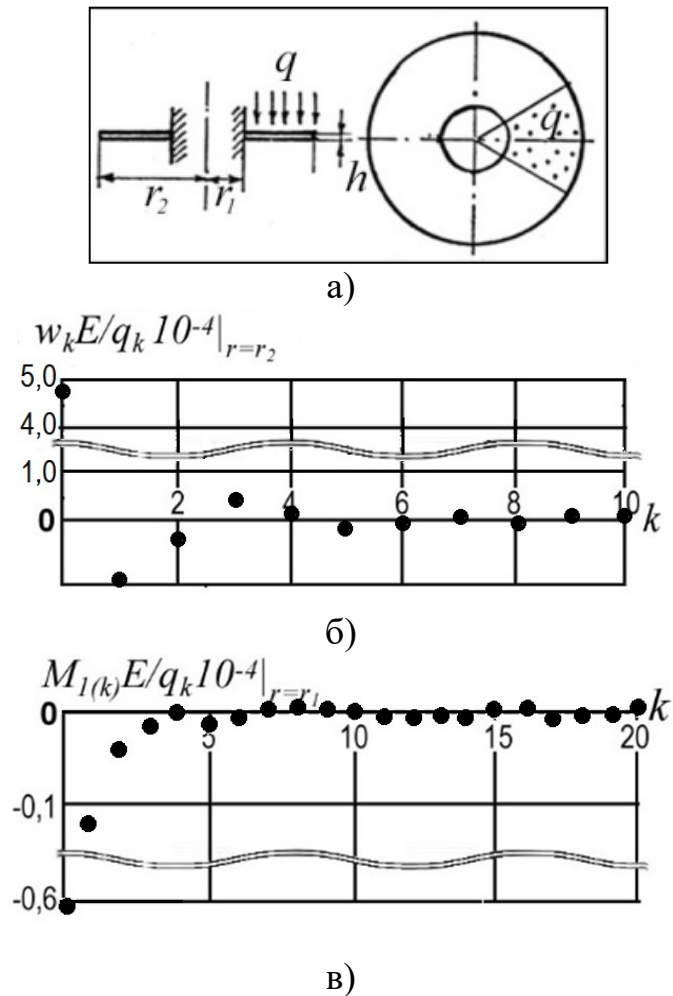 q
q
h
r₂
r₁
а)
wₖE/qₖ 10⁻⁴|ᵣ₌ᵣ₂
5,0
4,0
1,0
2 4 6 8 10
0
k
б)
M₁₍ₖ₎E/qₖ10⁻⁴|ᵣ₌ᵣ₁
0
k
5 10 15 20
-0,1
-0,6
в)